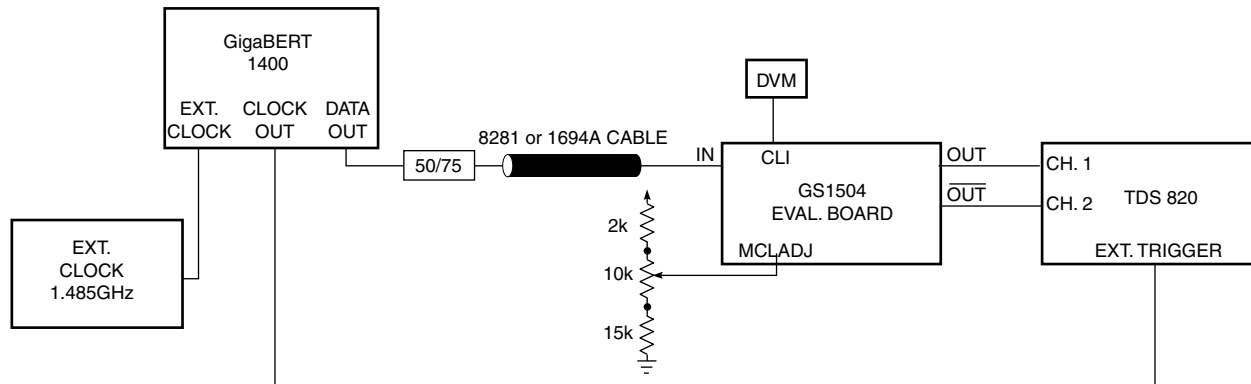 GigaBERT
1400
EXT.
CLOCK
CLOCK
OUT
DATA
OUT
50/75
8281 or 1694A CABLE
DVM
IN
CLI
GS1504
EVAL. BOARD
MCLADJ
OUT
OUT
CH. 1
CH. 2
TDS 820
EXT. TRIGGER
EXT.
CLOCK
1.485GHz
2k
10k
15k